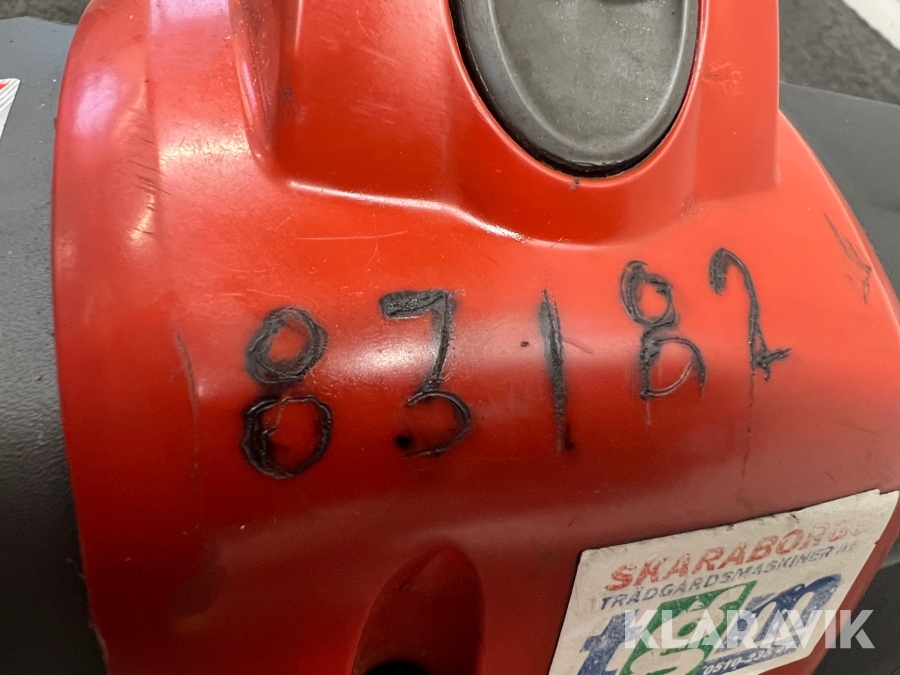 83182
SKARABORGS
TRÄDGÅRDSMASKINER AB
KLARAVIK